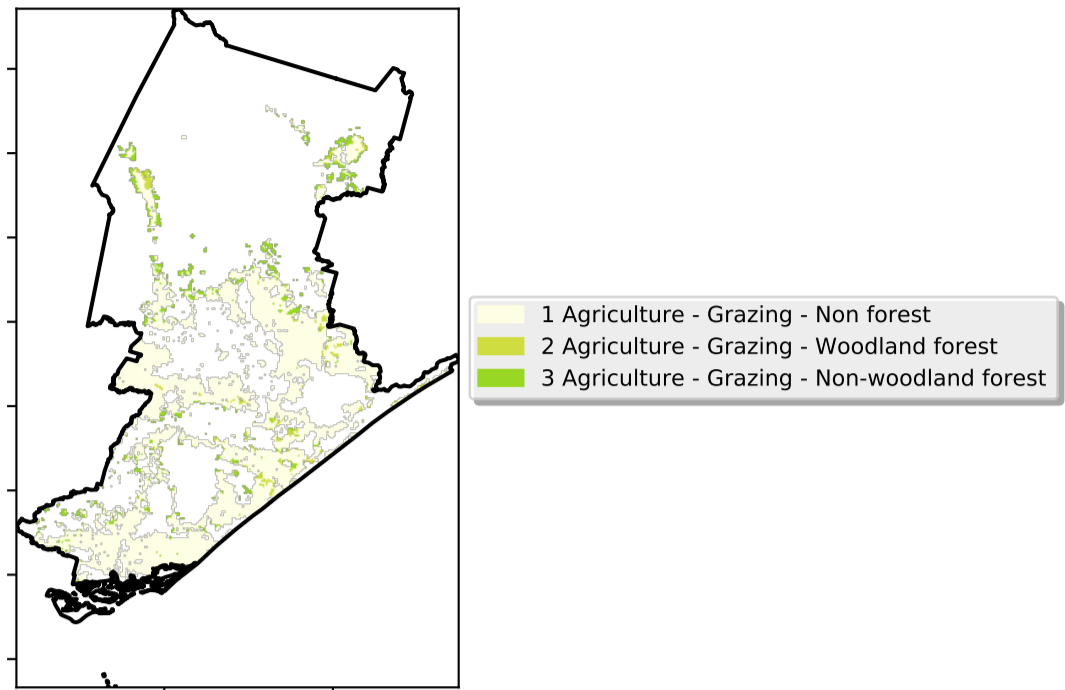 1 Agriculture - Grazing - Non forest
2 Agriculture - Grazing - Woodland forest
3 Agriculture - Grazing - Non-woodland forest